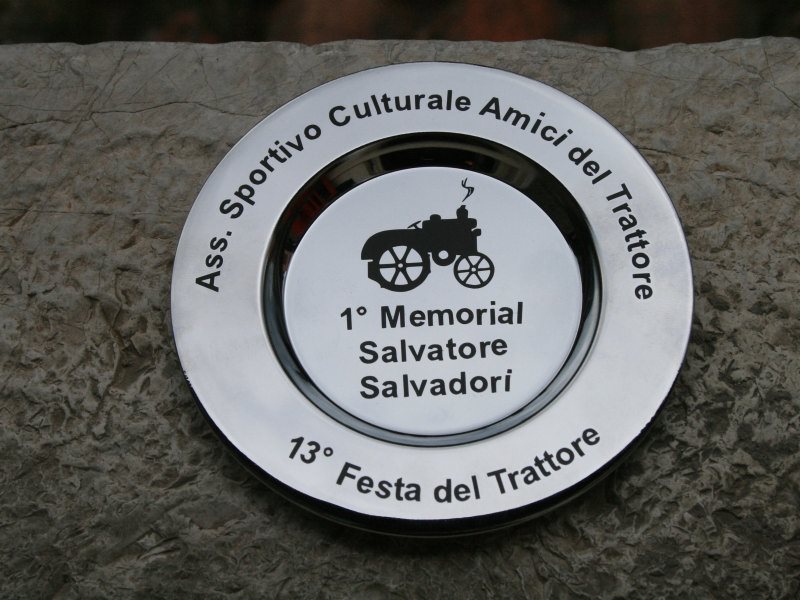 Ass. Sportivo Culturale Amici del Trattore
1° Memorial
Salvatore
Salvadori
13° Festa del Trattore